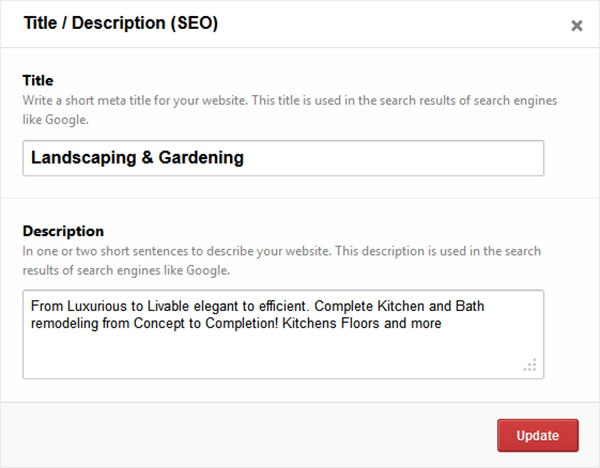 Title / Description (SEO)
Title
Write a short meta title for your website. This title is used in the search results of search engines
like Google.
Landscaping & Gardening
Description
In one or two short sentences to describe your website. This description is used in the search
results of search engines like Google.
From Luxurious to Livable elegant to efficient. Complete Kitchen and Bath
remodeling from Concept to Completion! Kitchens Floors and more
Update